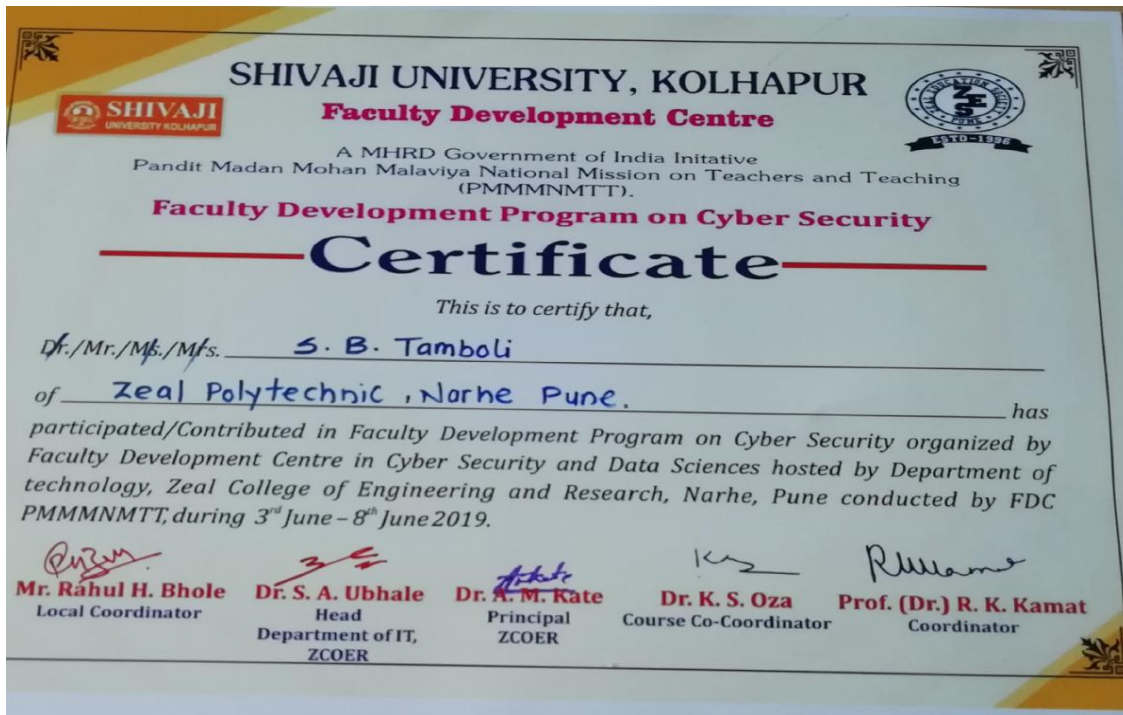 SHIVAJI UNIVERSITY, KOLHAPUR
SHIVAJI
UNIVERSITY KOLHAPUR
Faculty Development Centre
ZEAL EDUCATION SOCIETY
ZES
PUNE
ESTD-1996
A MHRD Government of India Initative
Pandit Madan Mohan Malaviya National Mission on Teachers and Teaching
(PMMMNMTT).
Faculty Development Program on Cyber Security
Certificate
This is to certify that,
Dr./Mr./Ms./Mrs. S. B. Tamboli
of Zeal Polytechnic, Narhe Pune. has
participated/Contributed in Faculty Development Program on Cyber Security organized by
Faculty Development Centre in Cyber Security and Data Sciences hosted by Department of
technology, Zeal College of Engineering and Research, Narhe, Pune conducted by FDC
PMMMNMTT, during 3rd June – 8th June 2019.
Mr. Rahul H. Bhole Dr. S. A. Ubhale Dr. A. M. Kate Dr. K. S. Oza Prof. (Dr.) R. K. Kamat
Local Coordinator Head Principal Course Co-Coordinator Coordinator
Department of IT, ZCOER
ZCOER